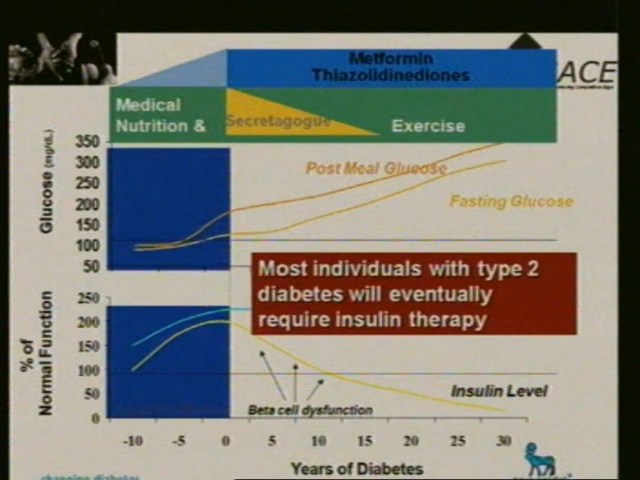 Metformin
Thiazolidinediones
ACE
Medical
Nutrition &
Secretagogue
Exercise
Glucose (mg/dL)
350
300
250
200
150
100
50
Post Meal Glucose
Fasting Glucose
Most individuals with type 2
diabetes will eventually
require insulin therapy
% of
Normal Function
250
200
150
100
50
0
Insulin Level
Beta cell dysfunction
-10
-5
0
5
10
15
20
25
30
Years of Diabetes
changing diabetes